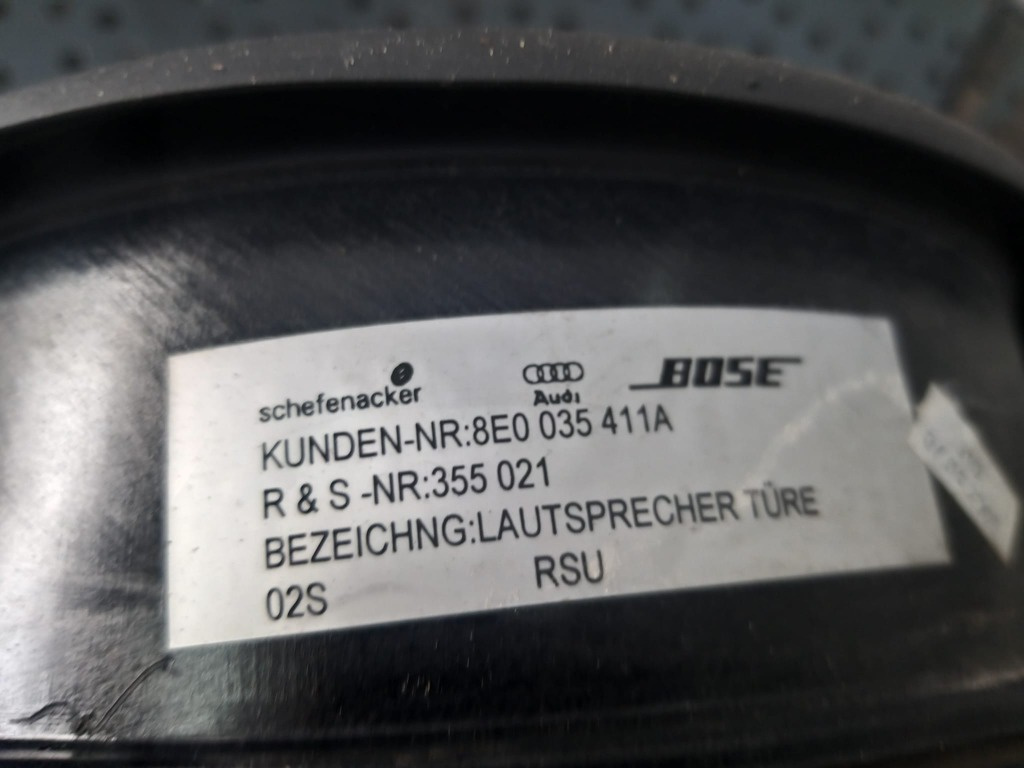 schefenacker Audi BOSE
KUNDEN-NR:8E0 035 411A
R & S -NR:355 021
BEZEICHNG:LAUTSPRECHER TÜRE
02S RSU